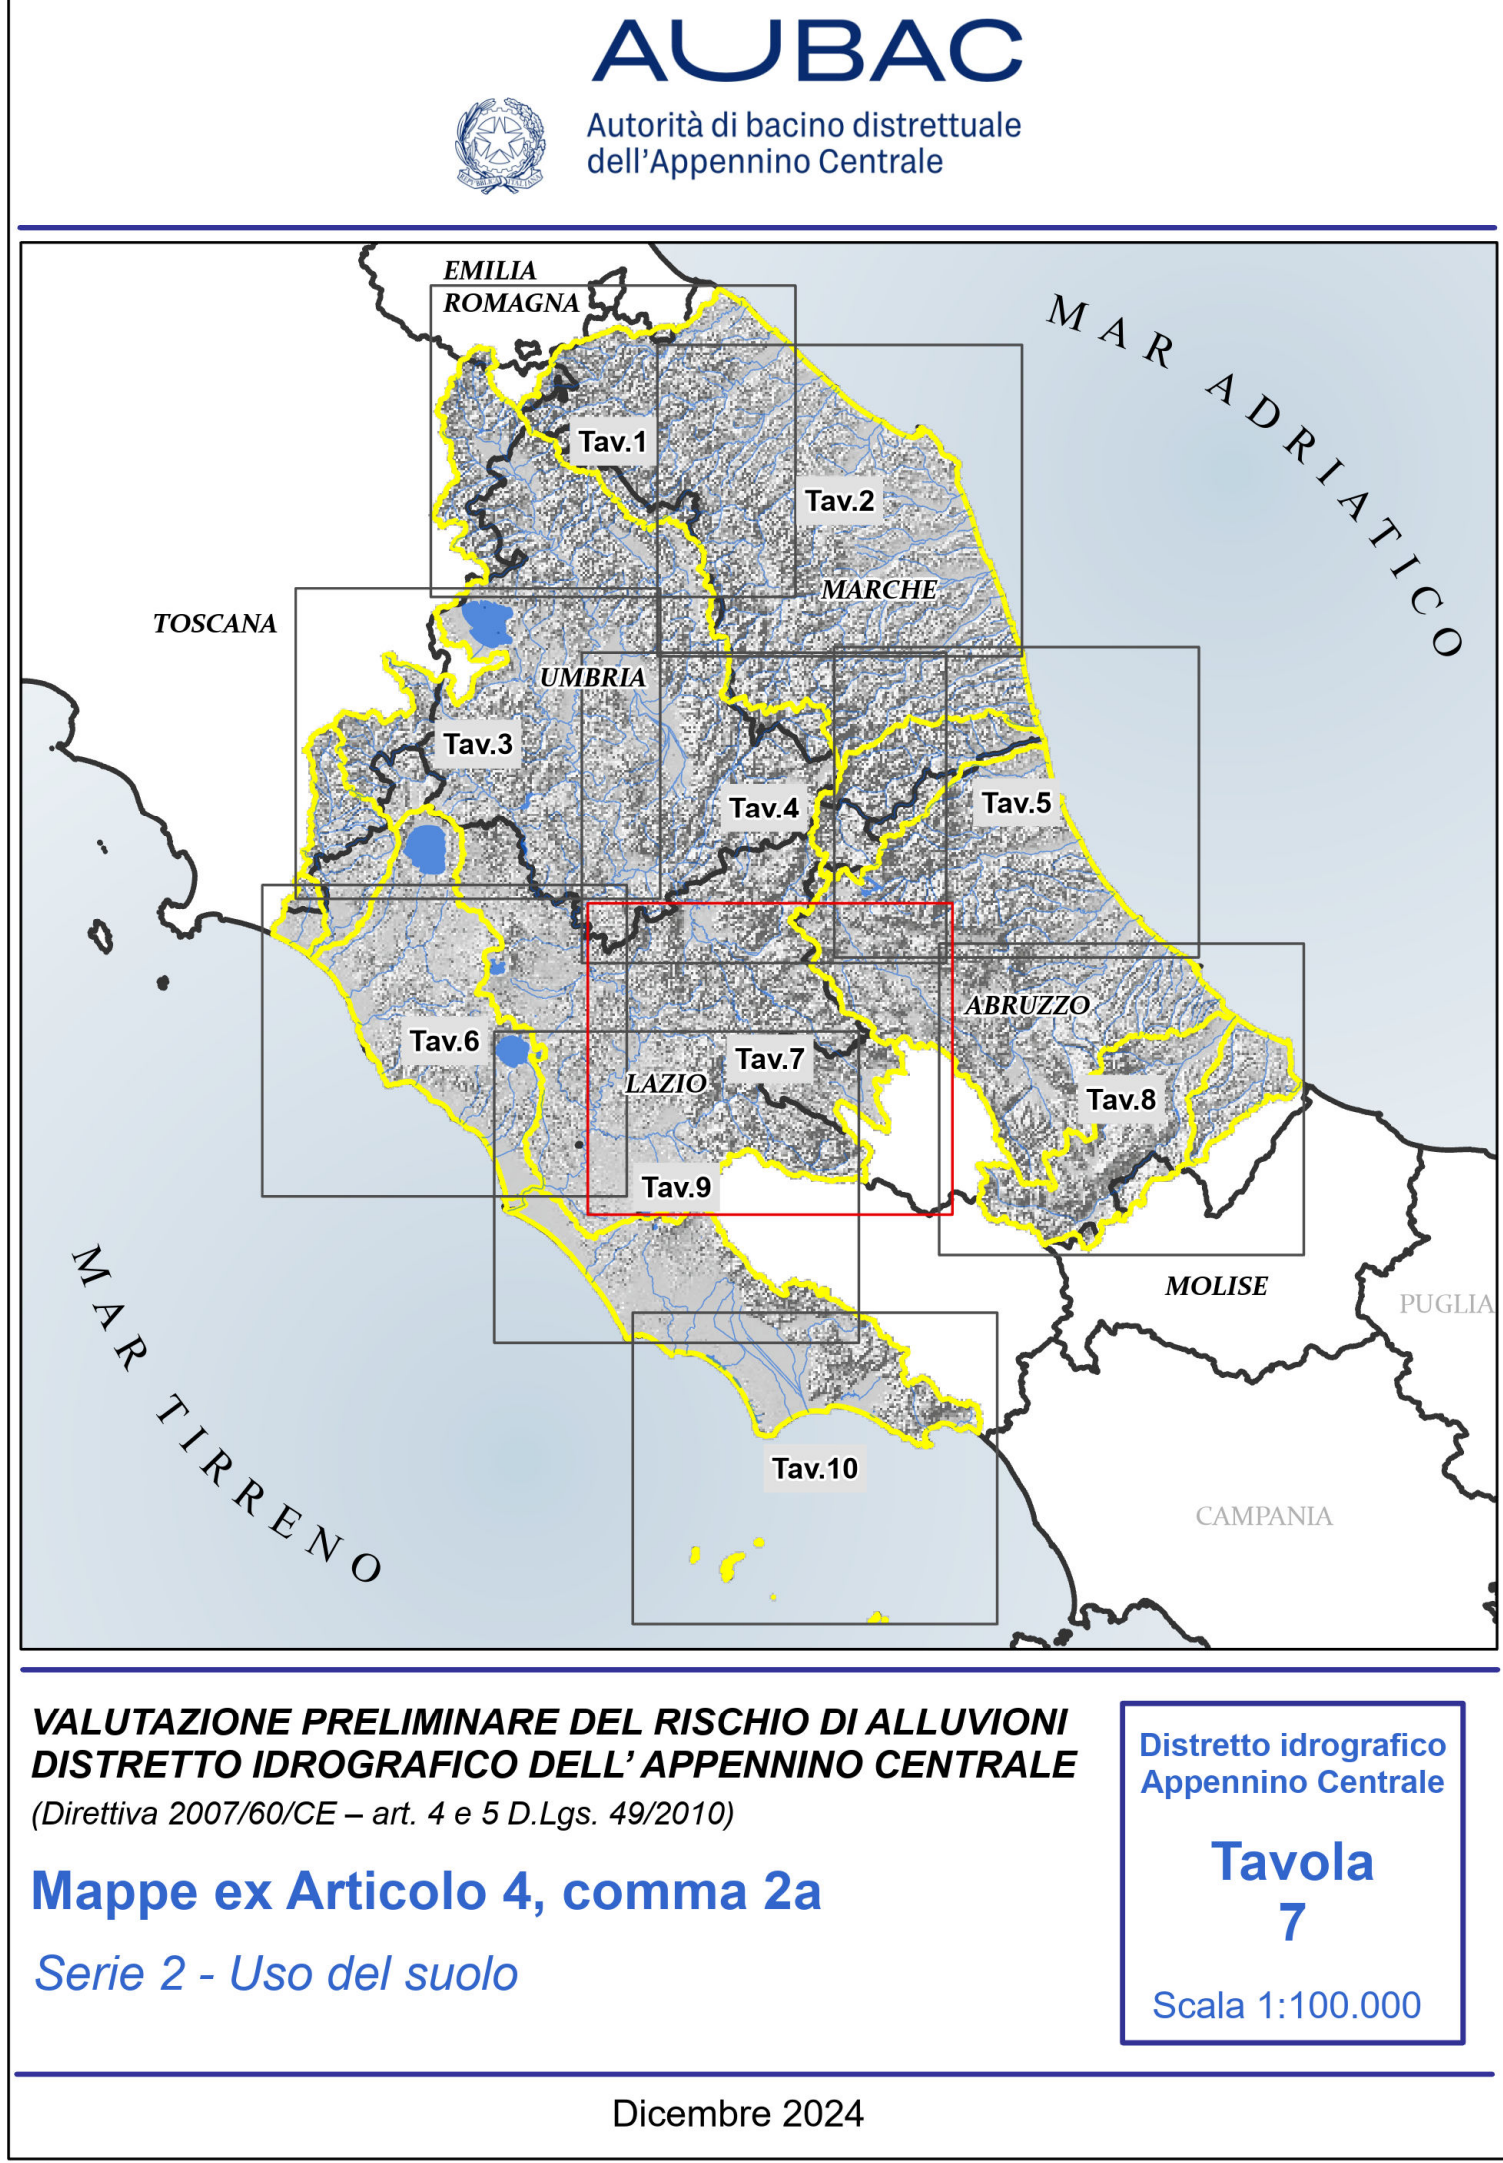 AUBAC
Autorità di bacino distrettuale
dell'Appennino Centrale
REPVBBLICA ITALIANA
EMILIA
ROMAGNA
MAR ADRIATICO
Tav.1
Tav.2
MARCHE
TOSCANA
UMBRIA
Tav.3
Tav.4
Tav.5
ABRUZZO
Tav.6
Tav.7
LAZIO
Tav.8
Tav.9
MAR TIRRENO
MOLISE
PUGLIA
Tav.10
CAMPANIA
VALUTAZIONE PRELIMINARE DEL RISCHIO DI ALLUVIONI
DISTRETTO IDROGRAFICO DELL' APPENNINO CENTRALE
(Direttiva 2007/60/CE – art. 4 e 5 D.Lgs. 49/2010)
Mappe ex Articolo 4, comma 2a
Serie 2 - Uso del suolo
Distretto idrografico
Appennino Centrale
Tavola
7
Scala 1:100.000
Dicembre 2024